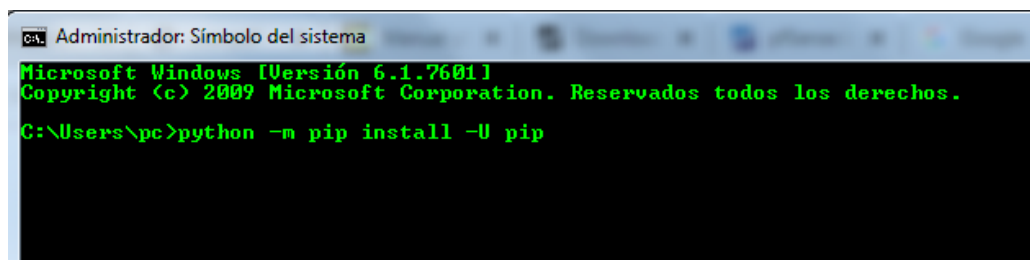 Administrador: Símbolo del sistema
Microsoft Windows [Versión 6.1.7601]
Copyright (c) 2009 Microsoft Corporation. Reservados todos los derechos.
C:\Users\pc>python -m pip install -U pip